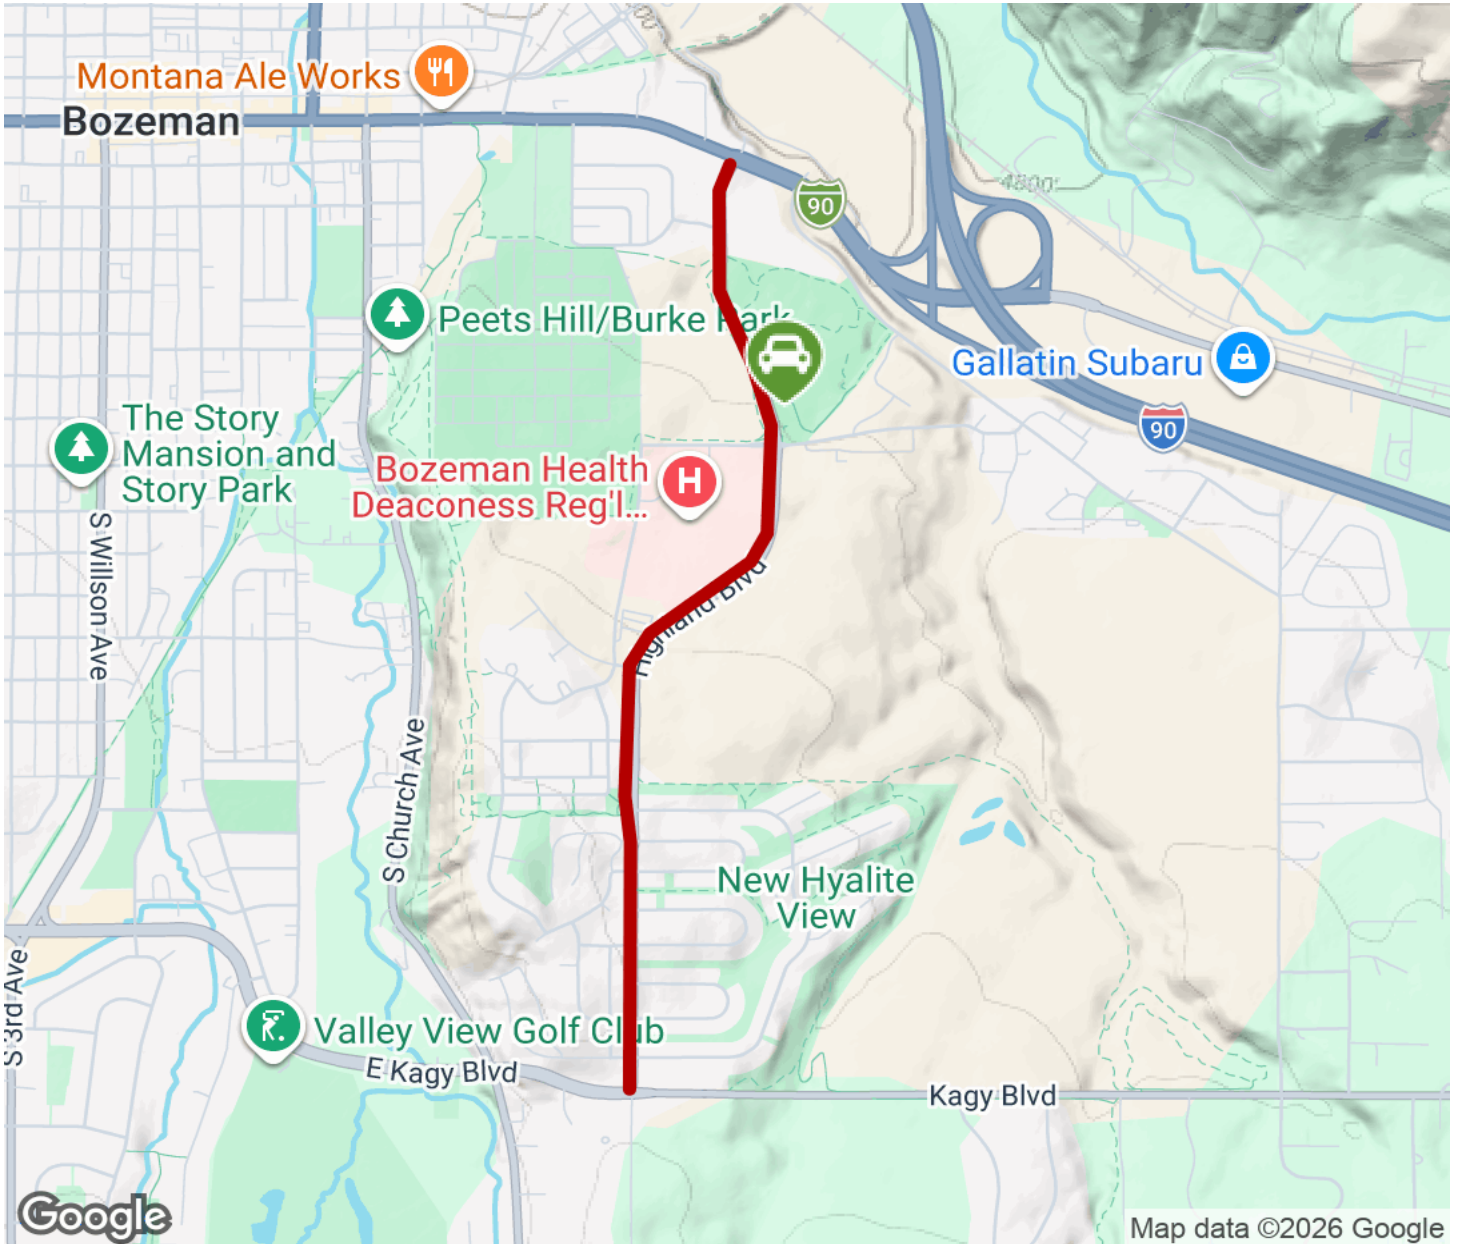 Montana Ale Works
Bozeman
4800'
90
Peets Hill/Burke Park
Gallatin Subaru
90
The Story
Mansion and
Story Park
Bozeman Health
Deaconess Reg'l...
H
S Willson Ave
Highland Blvd
S Church Ave
New Hyalite
View
S 3rd Ave
Valley View Golf Club
E Kagy Blvd
Kagy Blvd
Google
Map data ©2026 Google